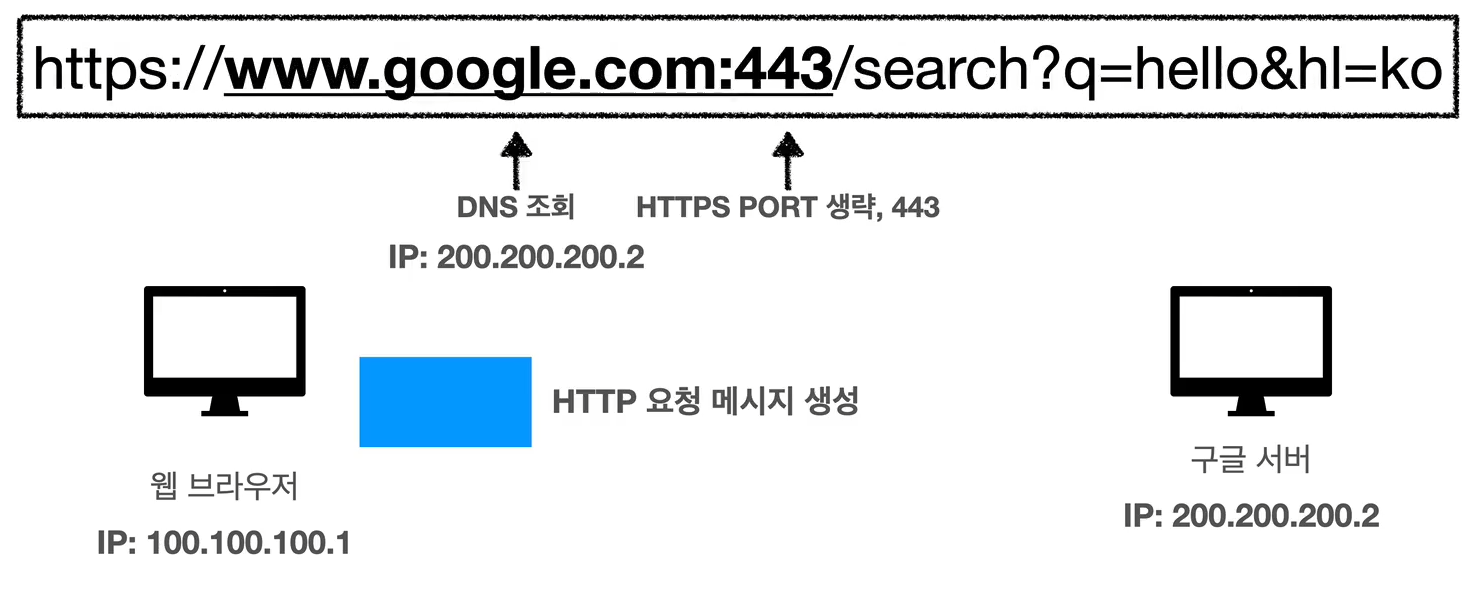 https://www.google.com:443/search?q=hello&hl=ko
DNS 조회
HTTPS PORT 생략, 443
IP: 200.200.200.2
HTTP 요청 메시지 생성
웹 브라우저
IP: 100.100.100.1
구글 서버
IP: 200.200.200.2